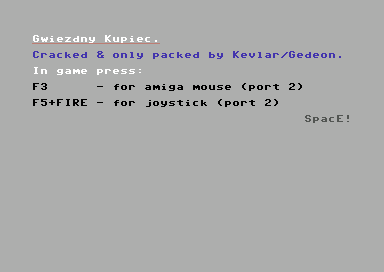 Gwiezdny Kupiec.
Cracked & only packed by Kevlar/Gedeon.
In game press:
F3      - for amiga mouse (port 2)
F5+FIRE - for joystick (port 2)
SpacE!